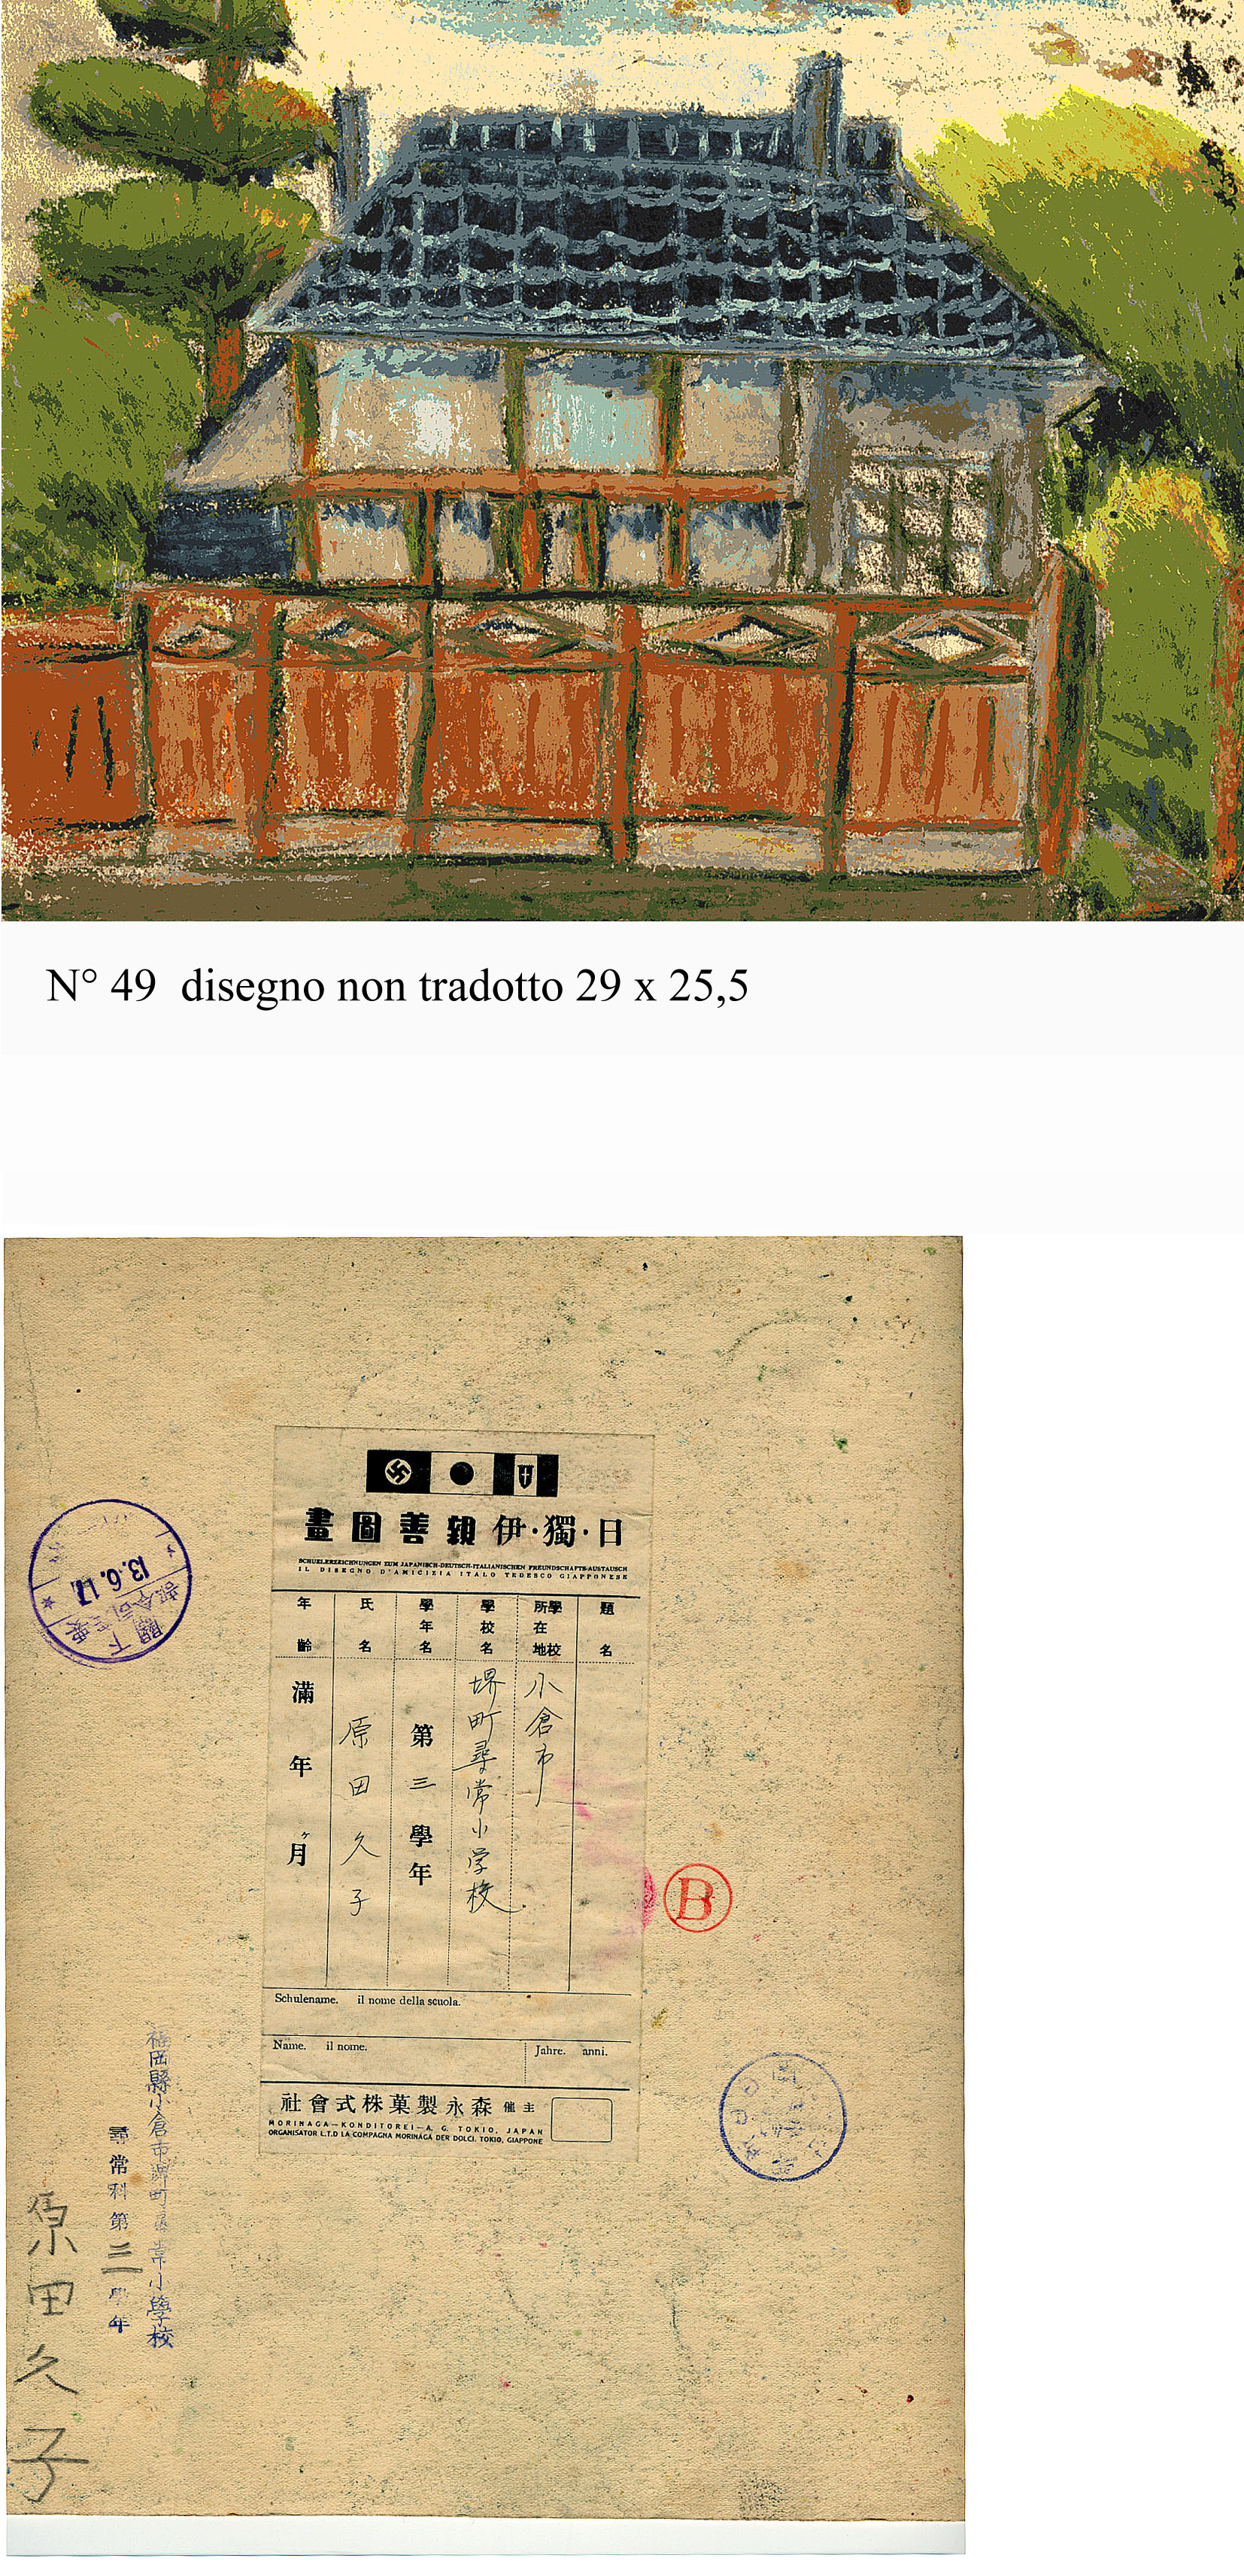 N° 49 disegno non tradotto 29 x 25,5
日・獨・伊親善圖畫
SCHUELERZEICHNUNGEN ZUM JAPANISCH-DEUTSCH-ITALIANISCHEN FREUNDSCHAFTS-AUSTAUSCH
IL DISEGNO D'AMICIZIA ITALO TEDESCO GIAPPONESE
題名
學校所在地 小倉市
學校名 堺町尋常小学校.
學年名 第三學年
氏名 原田久子
年齡 滿 年 ヶ月
Schulename. il nome della scuola.
Name. il nome. Jahre. anni.
主催 森永製菓株式會社
MORINAGA-KONDITOREI-A. G. TOKIO, JAPAN
ORGANISATOR L.T.D LA COMPAGNA MORINAGA DER DOLCI. TOKIO, GIAPPONE
B
13.6.17
福岡縣小倉市堺町尋常小學校
尋常科第三學年
原田久子